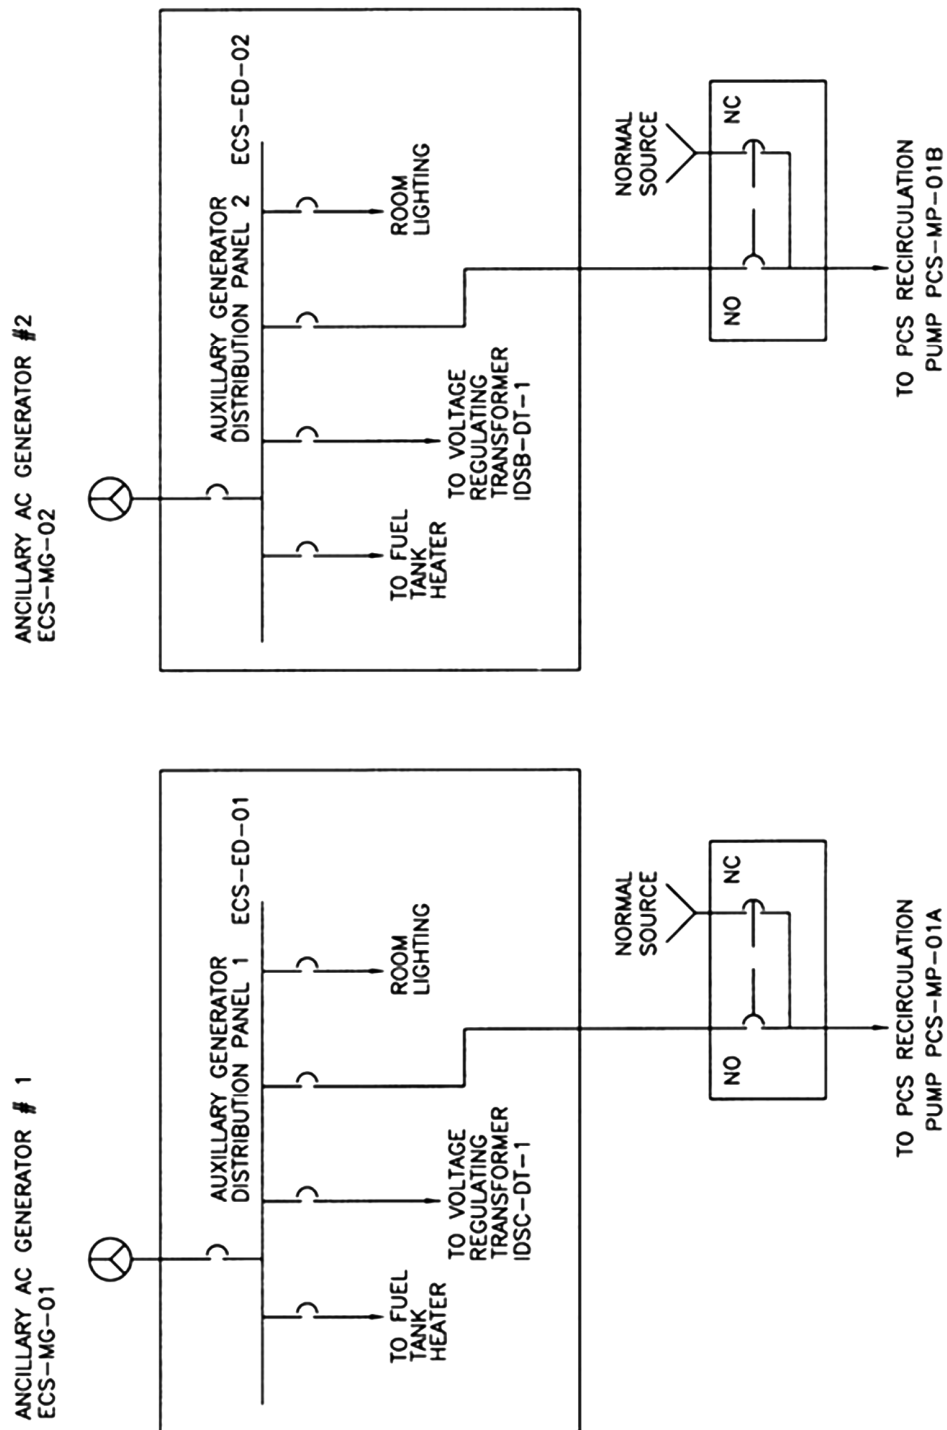 ANCILLARY AC GENERATOR # 1
ECS-MG-01
AUXILLARY GENERATOR
DISTRIBUTION PANEL 1 ECS-ED-01
TO FUEL
TANK
HEATER
TO VOLTAGE
REGULATING
TRANSFORMER
IDSC-DT-1
ROOM
LIGHTING
NORMAL
SOURCE
NO
NC
TO PCS RECIRCULATION
PUMP PCS-MP-01A
ANCILLARY AC GENERATOR #2
ECS-MG-02
AUXILLARY GENERATOR
DISTRIBUTION PANEL 2 ECS-ED-02
TO FUEL
TANK
HEATER
TO VOLTAGE
REGULATING
TRANSFORMER
IDSB-DT-1
ROOM
LIGHTING
NORMAL
SOURCE
NO
NC
TO PCS RECIRCULATION
PUMP PCS-MP-01B